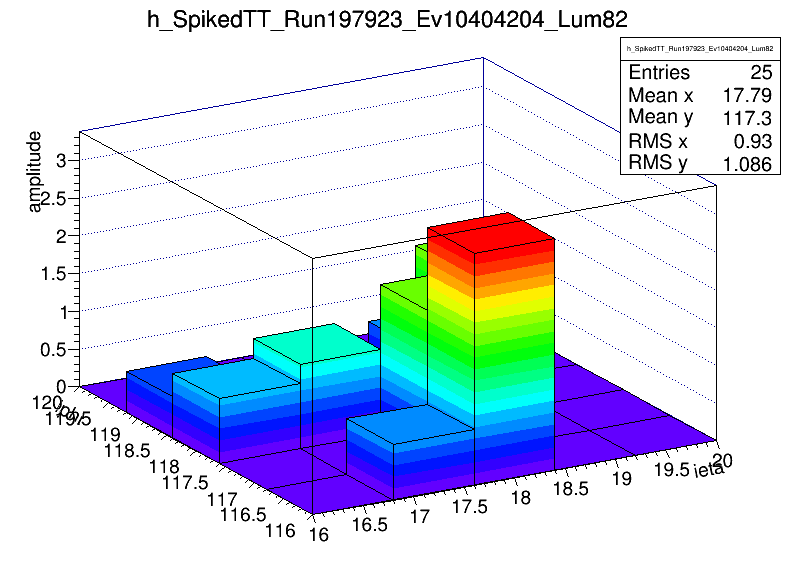 h_SpikedTT_Run197923_Ev10404204_Lum82
h_SpikedTT_Run197923_Ev10404204_Lum82
Entries 25
Mean x 17.79
Mean y 117.3
RMS x 0.93
RMS y 1.086
amplitude
3
2.5
2
1.5
1
0.5
0
120
119.5
119
118.5
118
117.5
117
116.5
116
16
16.5
17
17.5
18
18.5
19
19.5
20
ieta